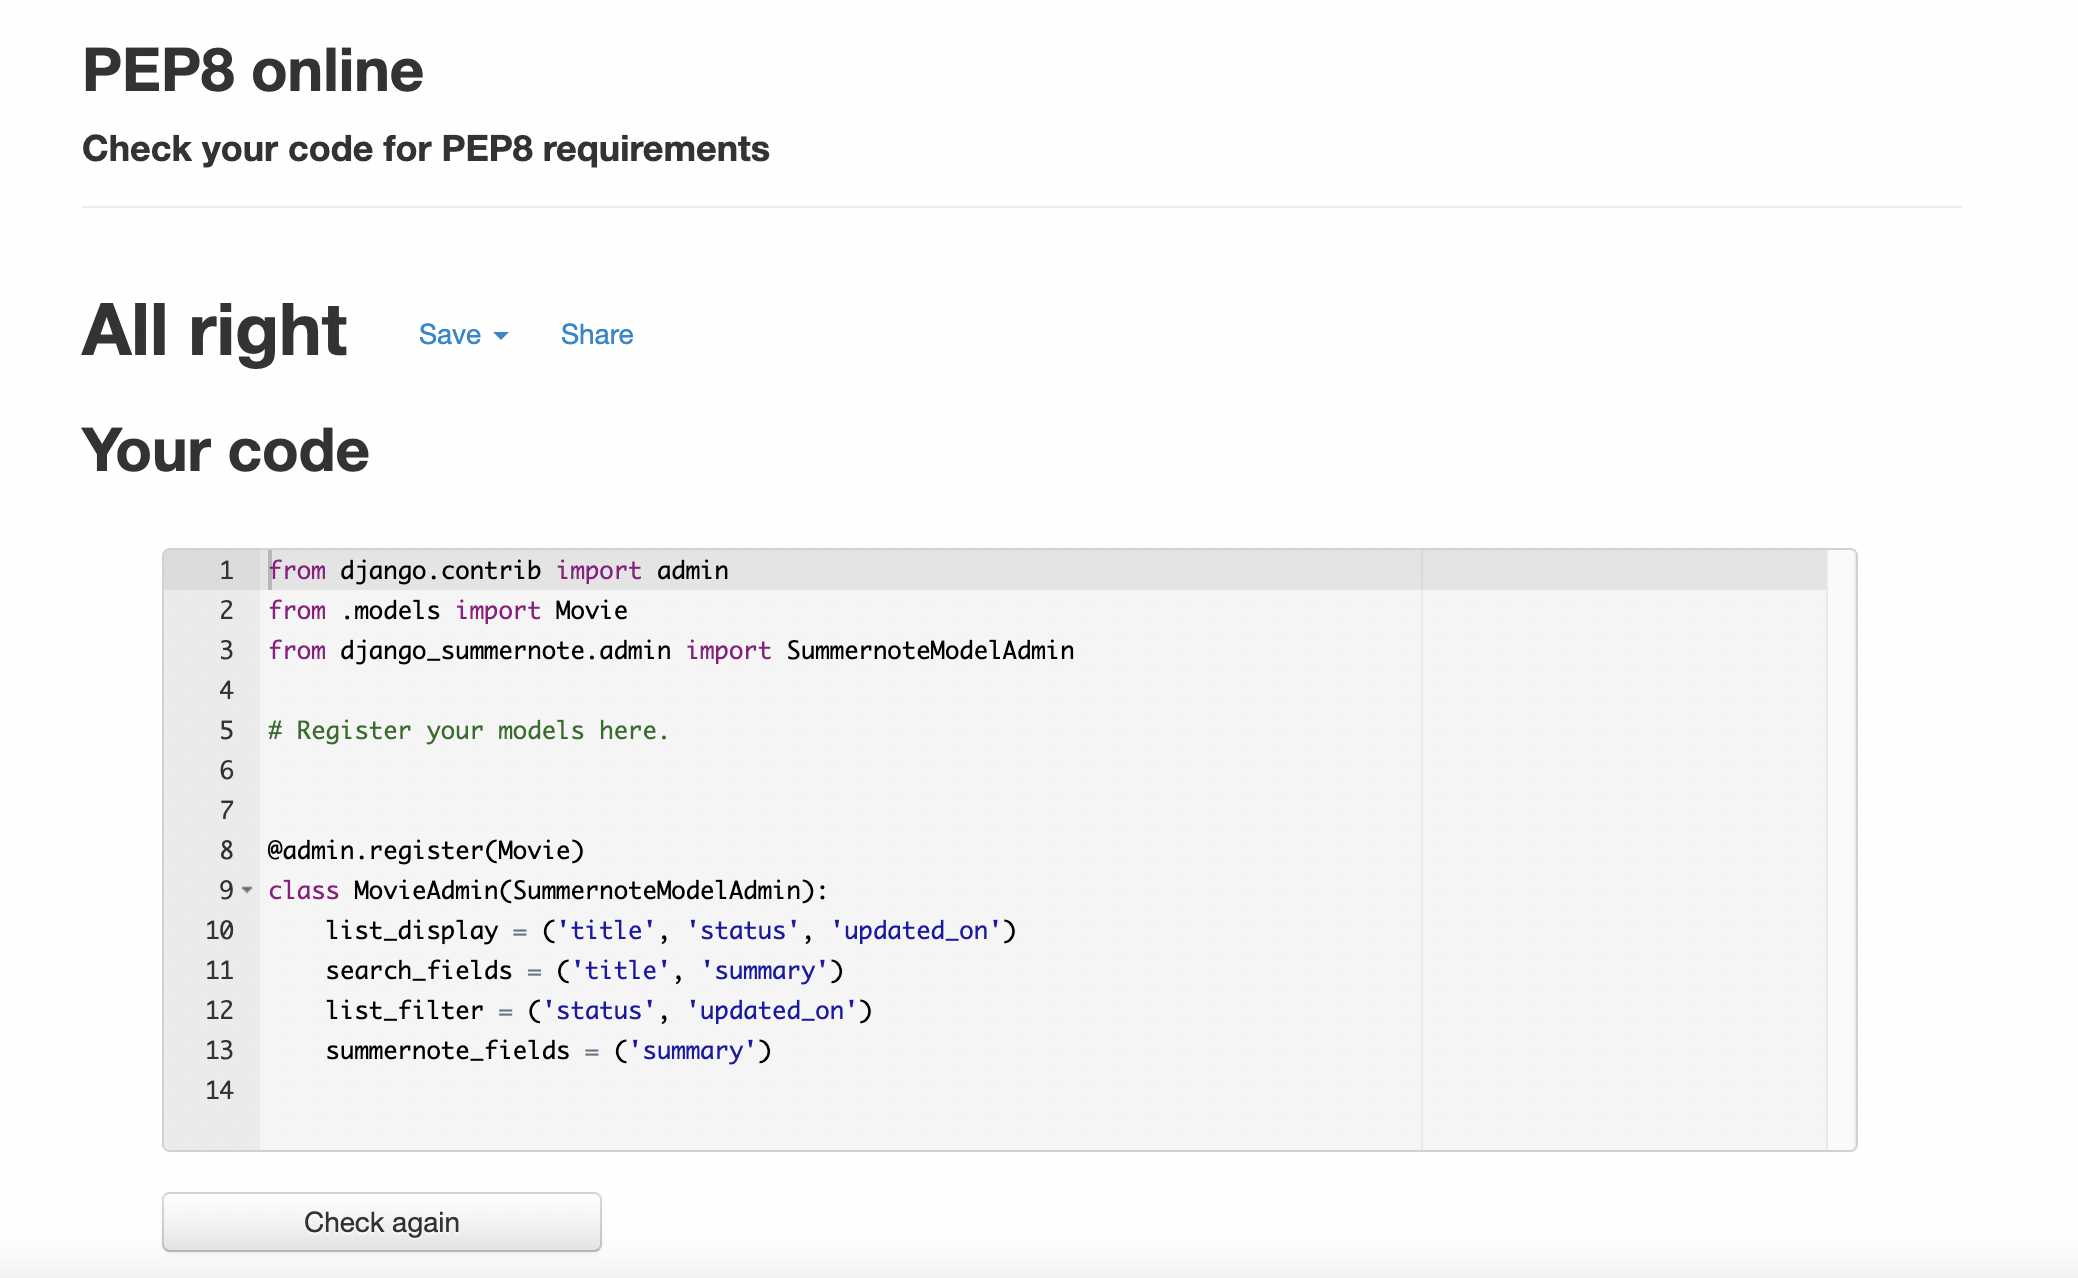 PEP8 online
Check your code for PEP8 requirements
All right Save Share
Your code
1 from django.contrib import admin
2 from .models import Movie
3 from django_summernote.admin import SummernoteModelAdmin
4
5 # Register your models here.
6
7
8 @admin.register(Movie)
9 class MovieAdmin(SummernoteModelAdmin):
10     list_display = ('title', 'status', 'updated_on')
11     search_fields = ('title', 'summary')
12     list_filter = ('status', 'updated_on')
13     summernote_fields = ('summary')
14
Check again